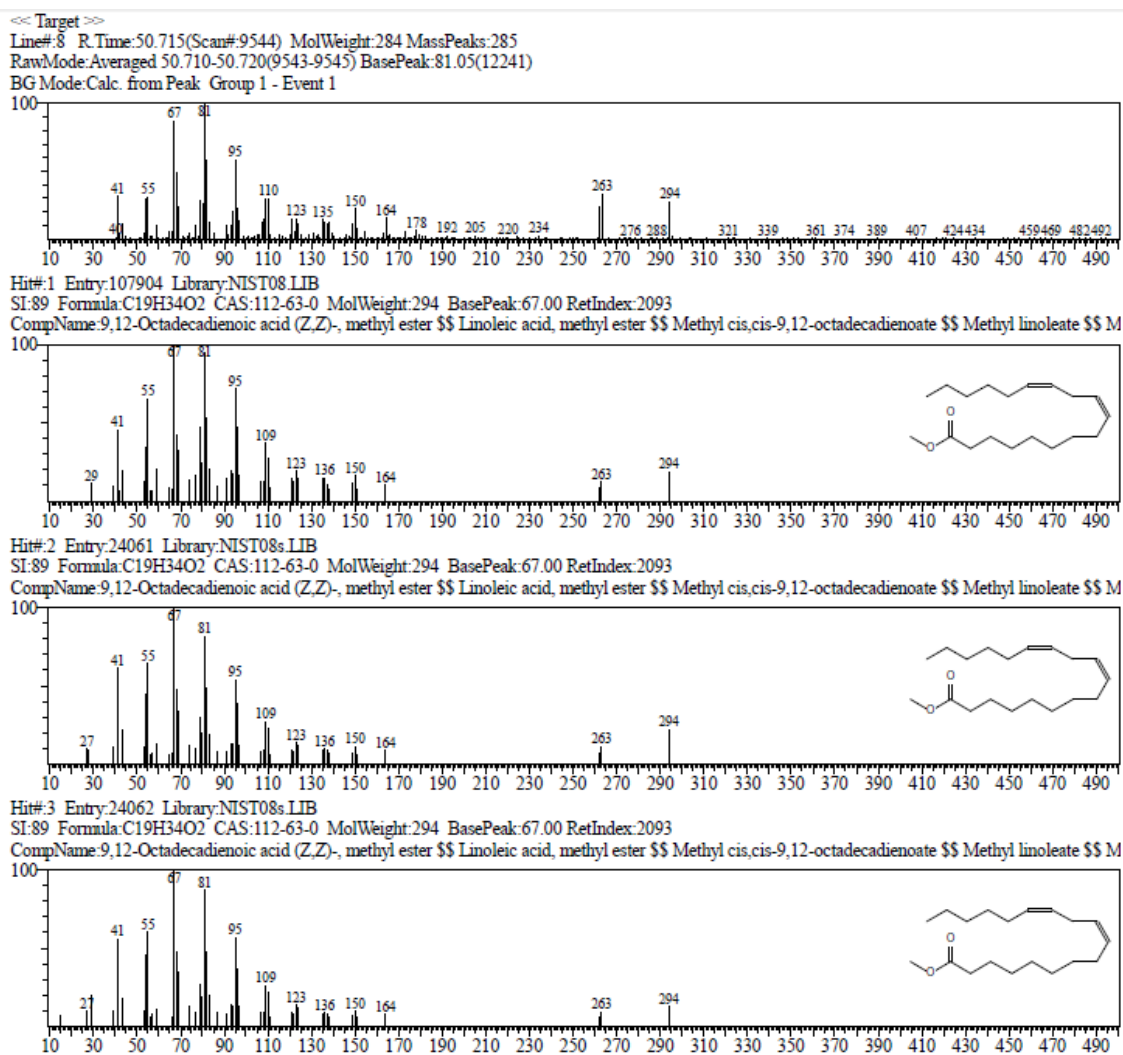 << Target >>
Line#:8 R.Time:50.715(Scan#:9544) MolWeight:284 MassPeaks:285
RawMode:Averaged 50.710-50.720(9543-9545) BasePeak:81.05(12241)
BG Mode:Calc. from Peak Group 1 - Event 1
100
67 81
95
41 55 110 263 294
40 123 135 150 164 178 192 205 220 234 276 288 321 339 361 374 389 407 424 434 459 469 482 492
10 30 50 70 90 110 130 150 170 190 210 230 250 270 290 310 330 350 370 390 410 430 450 470 490
Hit#:1 Entry:107904 Library:NIST08.LIB
SI:89 Formula:C19H34O2 CAS:112-63-0 MolWeight:294 BasePeak:67.00 RetIndex:2093
CompName:9,12-Octadecadienoic acid (Z,Z)-, methyl ester $$ Linoleic acid, methyl ester $$ Methyl cis,cis-9,12-octadecadienoate $$ Methyl linoleate $$ M
100
67 81
55 95
41 109
29 123 136 150 164 263 294
O
O
10 30 50 70 90 110 130 150 170 190 210 230 250 270 290 310 330 350 370 390 410 430 450 470 490
Hit#:2 Entry:24061 Library:NIST08s.LIB
SI:89 Formula:C19H34O2 CAS:112-63-0 MolWeight:294 BasePeak:67.00 RetIndex:2093
CompName:9,12-Octadecadienoic acid (Z,Z)-, methyl ester $$ Linoleic acid, methyl ester $$ Methyl cis,cis-9,12-octadecadienoate $$ Methyl linoleate $$ M
100
67 81
41 55 95
109
27 123 136 150 164 263 294
O
O
10 30 50 70 90 110 130 150 170 190 210 230 250 270 290 310 330 350 370 390 410 430 450 470 490
Hit#:3 Entry:24062 Library:NIST08s.LIB
SI:89 Formula:C19H34O2 CAS:112-63-0 MolWeight:294 BasePeak:67.00 RetIndex:2093
CompName:9,12-Octadecadienoic acid (Z,Z)-, methyl ester $$ Linoleic acid, methyl ester $$ Methyl cis,cis-9,12-octadecadienoate $$ Methyl linoleate $$ M
100
67 81
41 55 95
109
27 123 136 150 164 263 294
O
O
10 30 50 70 90 110 130 150 170 190 210 230 250 270 290 310 330 350 370 390 410 430 450 470 490